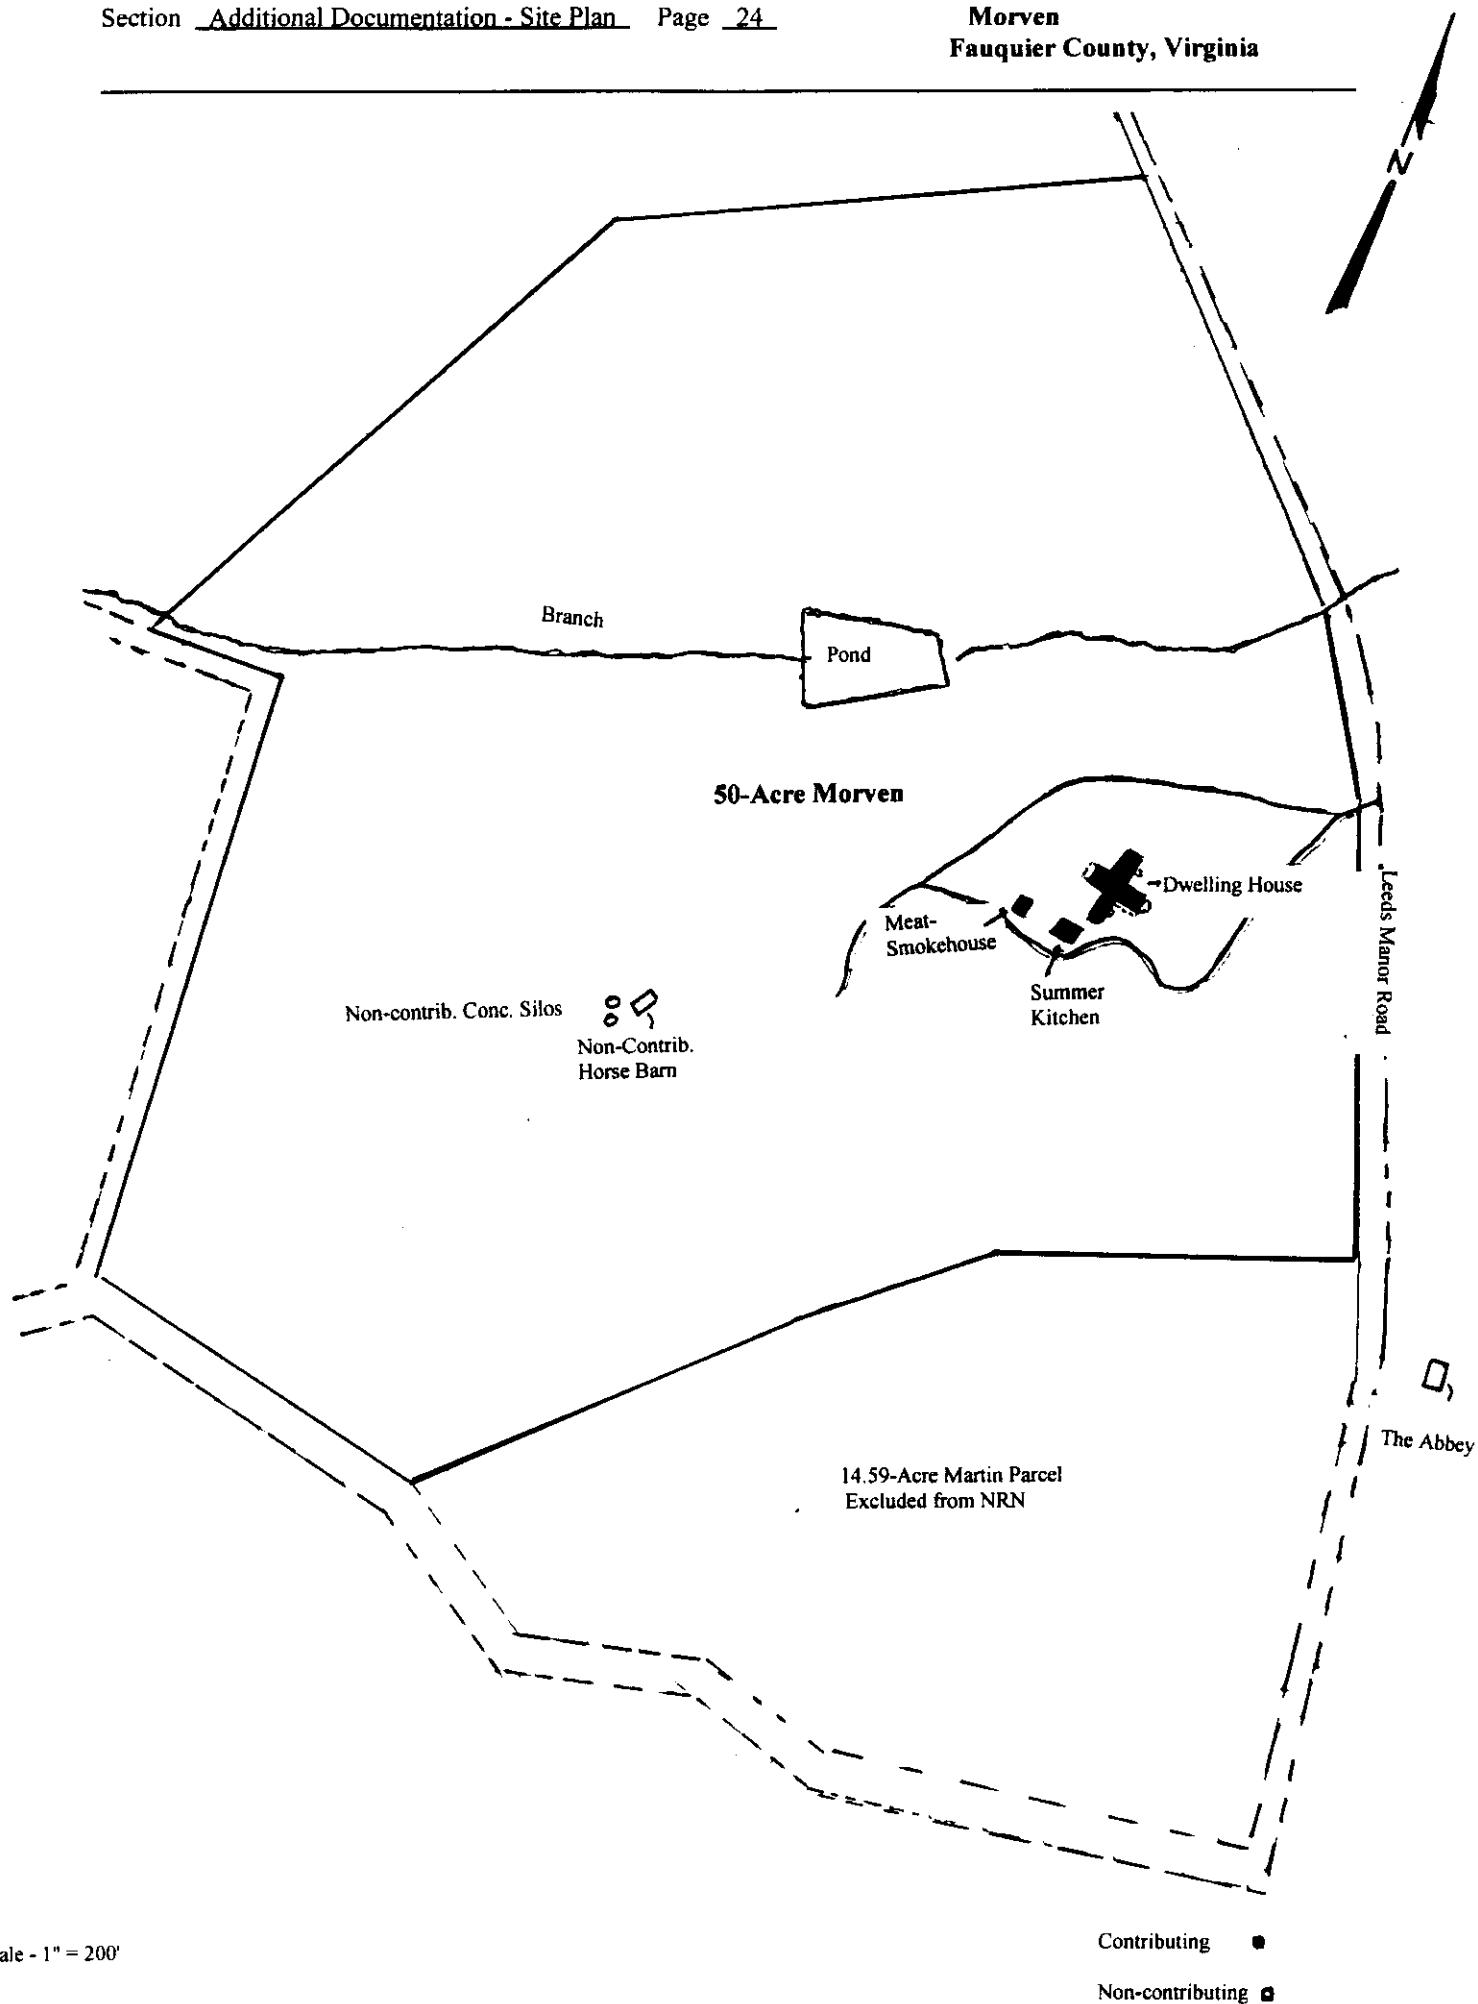 Section Additional Documentation - Site Plan Page 24
Morven
Fauquier County, Virginia
N
Branch
Pond
50-Acre Morven
Dwelling House
Meat-
Smokehouse
Summer
Kitchen
Leeds Manor Road
Non-contrib. Conc. Silos
Non-Contrib.
Horse Barn
The Abbey
14.59-Acre Martin Parcel
Excluded from NRN
ale - 1" = 200'
Contributing
Non-contributing